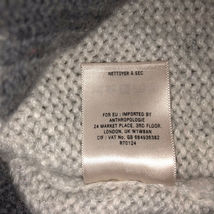 NETTOYER À SEC
FOR EU : IMPORTED BY
ANTHROPOLOGIE
24 MARKET PLACE, 3RD FLOOR,
LONDON, UK W1W8AN
CIF / VAT No: GB 684936382
R70124